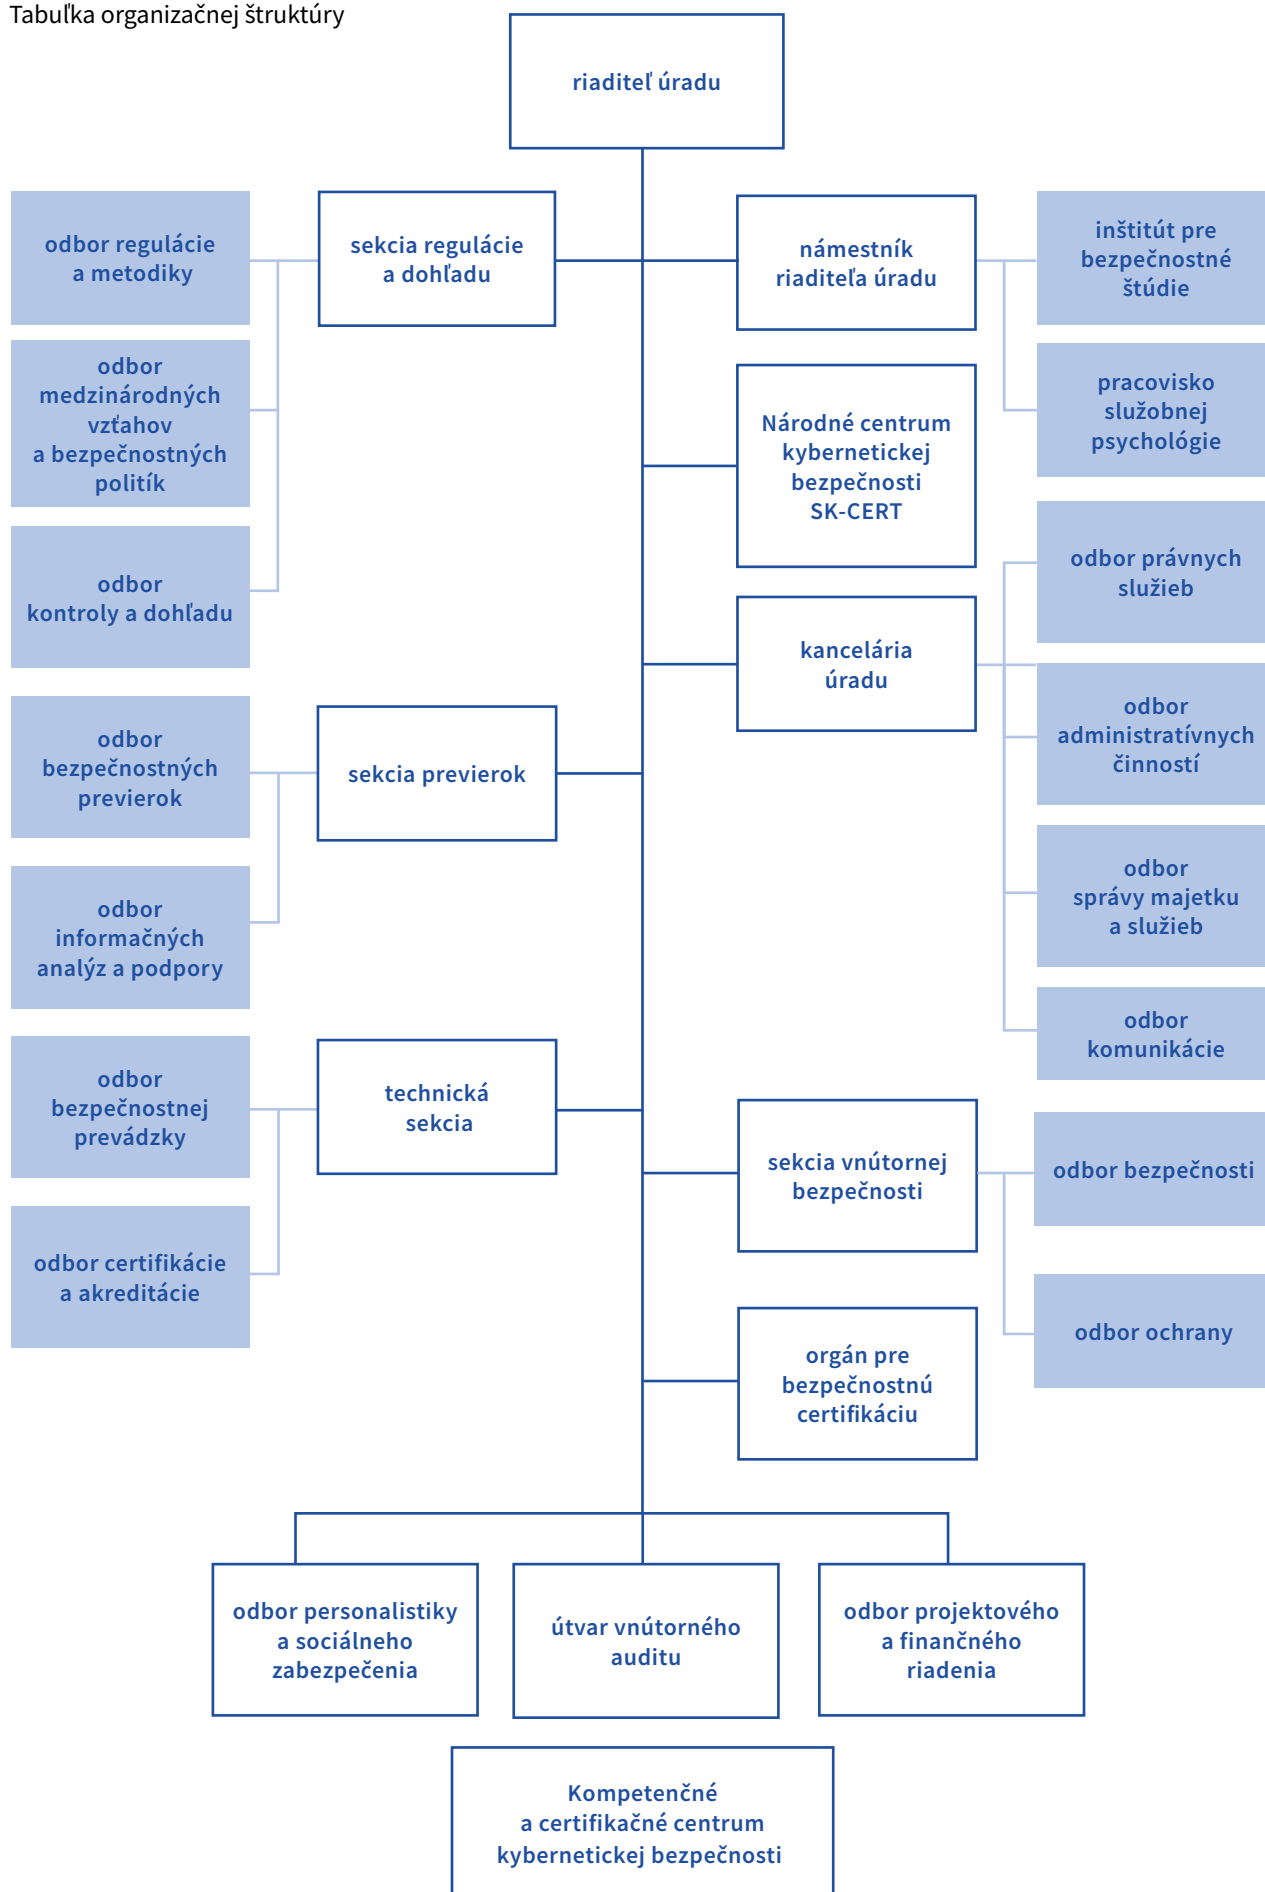 Tabuľka organizačnej štruktúry
riaditeľ úradu
odbor regulácie
a metodiky
sekcia regulácie
a dohľadu
námestník
riaditeľa úradu
inštitút pre
bezpečnostné
štúdie
odbor
medzinárodných
vzťahov
a bezpečnostných
politík
pracovisko
služobnej
psychológie
Národné centrum
kybernetickej
bezpečnosti
SK-CERT
odbor
kontroly a dohľadu
odbor právnych
služieb
kancelária
úradu
odbor
administratívnych
činností
odbor
bezpečnostných
previerok
sekcia previerok
odbor
správy majetku
a služieb
odbor
informačných
analýz a podpory
odbor
komunikácie
odbor
bezpečnostnej
prevádzky
technická
sekcia
sekcia vnútornej
bezpečnosti
odbor bezpečnosti
odbor certifikácie
a akreditácie
odbor ochrany
orgán pre
bezpečnostnú
certifikáciu
odbor personalistiky
a sociálneho
zabezpečenia
útvar vnútorného
auditu
odbor projektového
a finančného
riadenia
Kompetenčné
a certifikačné centrum
kybernetickej bezpečnosti